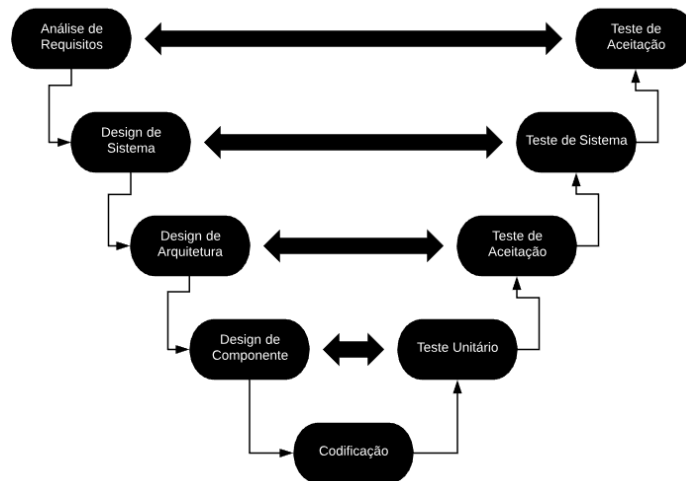 Análise de
Requisitos
Teste de
Aceitação
Design de
Sistema
Teste de Sistema
Design de
Arquitetura
Teste de
Aceitação
Design de
Componente
Teste Unitário
Codificação